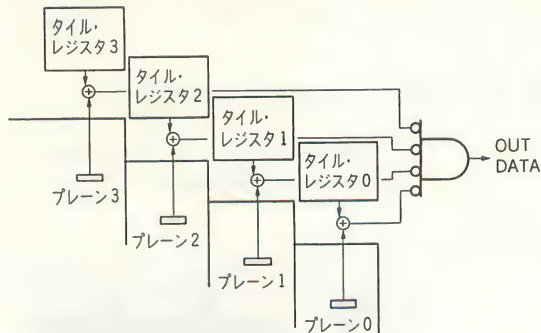 タイル・
レジスタ3
タイル・
レジスタ2
タイル・
レジスタ1
タイル・
レジスタ0
OUT
DATA
プレーン3
プレーン2
プレーン1
プレーン0